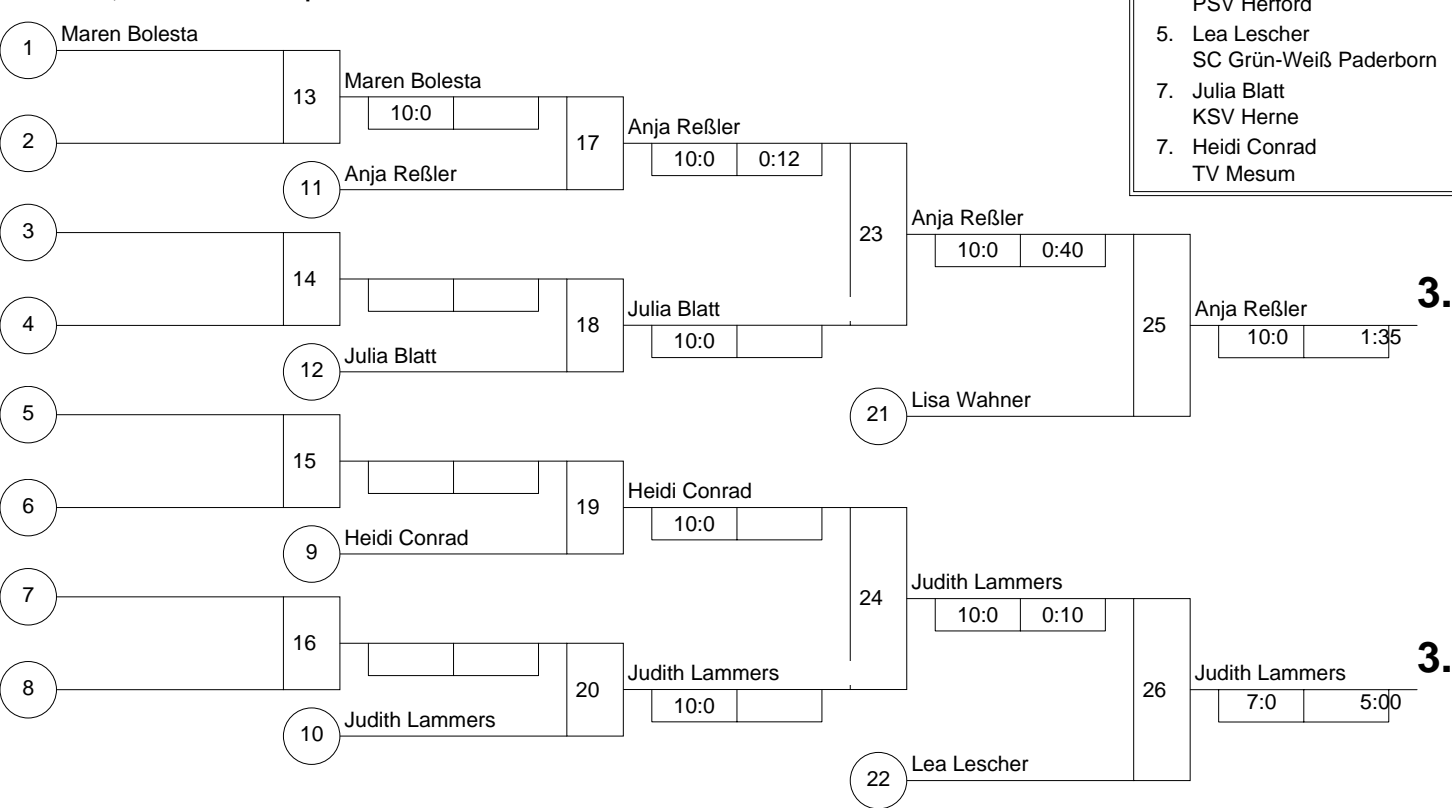 PSV Herford
5. Lea Lescher
SC Grün-Weiß Paderborn
7. Julia Blatt
KSV Herne
7. Heidi Conrad
TV Mesum
1 Maren Bolesta
13 Maren Bolesta
10:0
2
17 Anja Reßler
10:0 0:12
11 Anja Reßler
3
23 Anja Reßler
10:0 0:40
14
4
18 Julia Blatt
10:0
12 Julia Blatt
25 Anja Reßler 3.
10:0 1:35
5
21 Lisa Wahner
15
6
19 Heidi Conrad
10:0
9 Heidi Conrad
7
24 Judith Lammers
10:0 0:10
16
8
20 Judith Lammers
10:0
10 Judith Lammers
26 Judith Lammers 3.
7:0 5:00
22 Lea Lescher